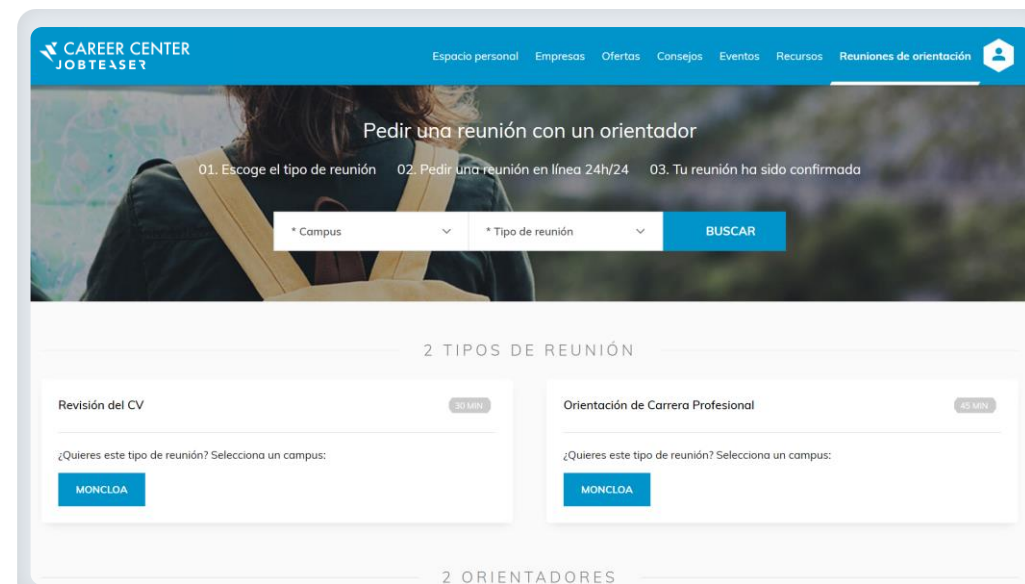 CAREER CENTER
JOBTEASER
Espacio personal Empresas Ofertas Consejos Eventos Recursos Reuniones de orientación
Pedir una reunión con un orientador
01. Escoge el tipo de reunión 02. Pedir una reunión en línea 24h/24 03. Tu reunión ha sido confirmada
* Campus * Tipo de reunión BUSCAR
2 TIPOS DE REUNIÓN
Revisión del CV 30 MIN
¿Quieres este tipo de reunión? Selecciona un campus:
MONCLOA
Orientación de Carrera Profesional 45 MIN
¿Quieres este tipo de reunión? Selecciona un campus:
MONCLOA
2 ORIENTADORES